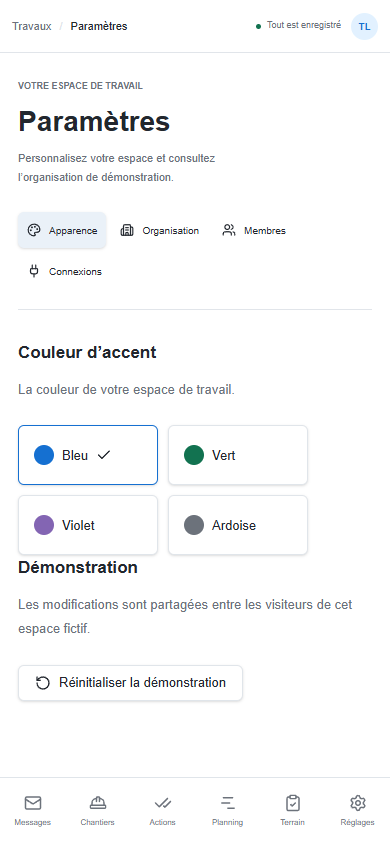 Travaux / Paramètres
Tout est enregistré
TL
VOTRE ESPACE DE TRAVAIL
Paramètres
Personnalisez votre espace et consultez
l’organisation de démonstration.
Apparence
Organisation
Membres
Connexions
Couleur d’accent
La couleur de votre espace de travail.
Bleu
Vert
Violet
Ardoise
Démonstration
Les modifications sont partagées entre les visiteurs de cet
espace fictif.
Réinitialiser la démonstration
Messages
Chantiers
Actions
Planning
Terrain
Réglages